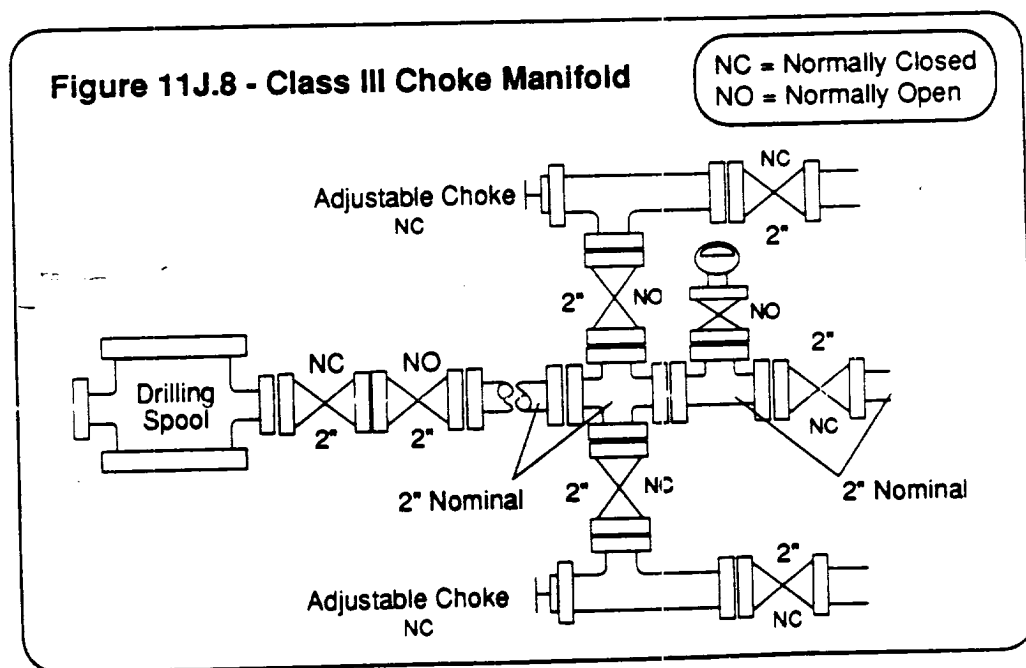 Figure 11J.8 - Class III Choke Manifold
NC = Normally Closed
NO = Normally Open
Adjustable Choke
NC
NC
2"
2"
NO
NO
2"
Drilling
Spool
NC
NO
2"
2"
NC
2" Nominal
2"
NC
2" Nominal
2"
Adjustable Choke
NC
NC